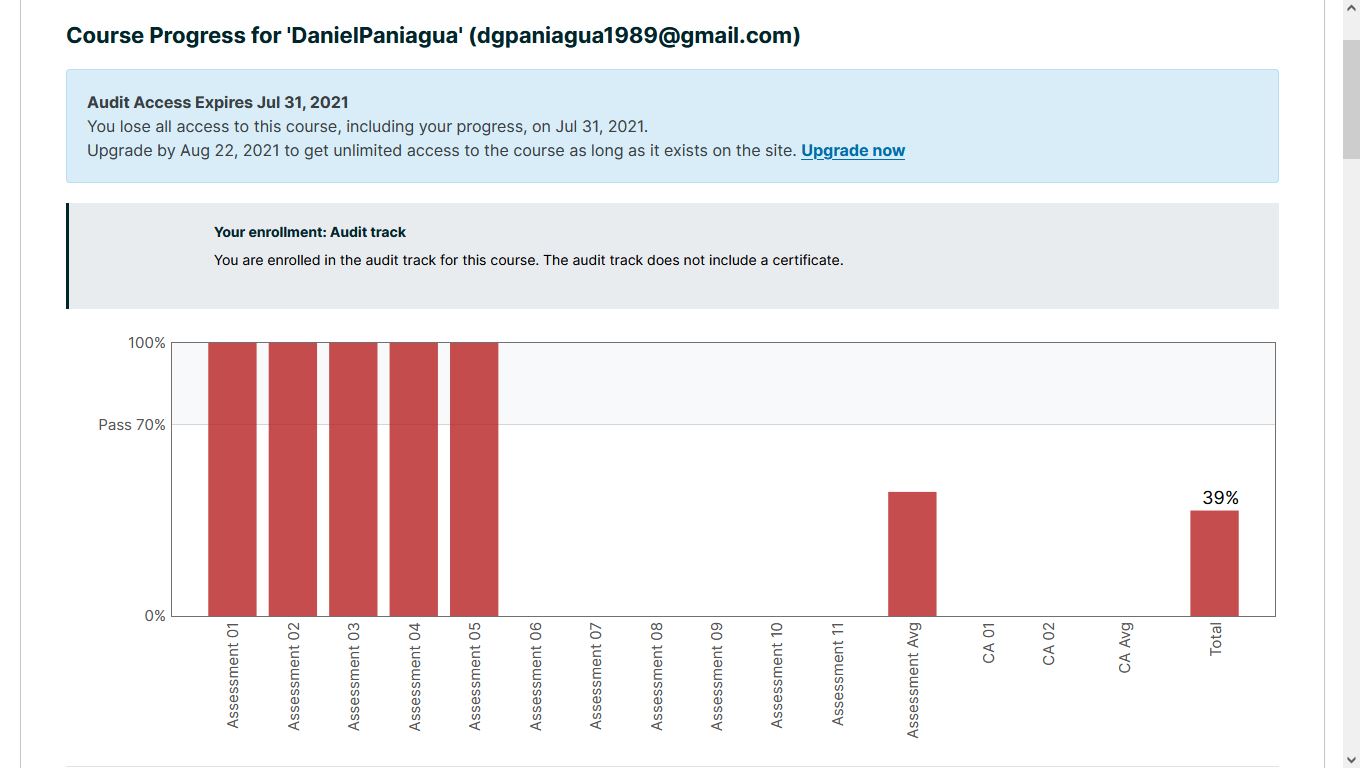 Course Progress for 'DanielPaniagua' (dgpaniagua1989@gmail.com)
Audit Access Expires Jul 31, 2021
You lose all access to this course, including your progress, on Jul 31, 2021.
Upgrade by Aug 22, 2021 to get unlimited access to the course as long as it exists on the site. Upgrade now
Your enrollment: Audit track
You are enrolled in the audit track for this course. The audit track does not include a certificate.
100%
Pass 70%
0%
39%
Assessment 01
Assessment 02
Assessment 03
Assessment 04
Assessment 05
Assessment 06
Assessment 07
Assessment 08
Assessment 09
Assessment 10
Assessment 11
Assessment Avg
CA 01
CA 02
CA Avg
Total